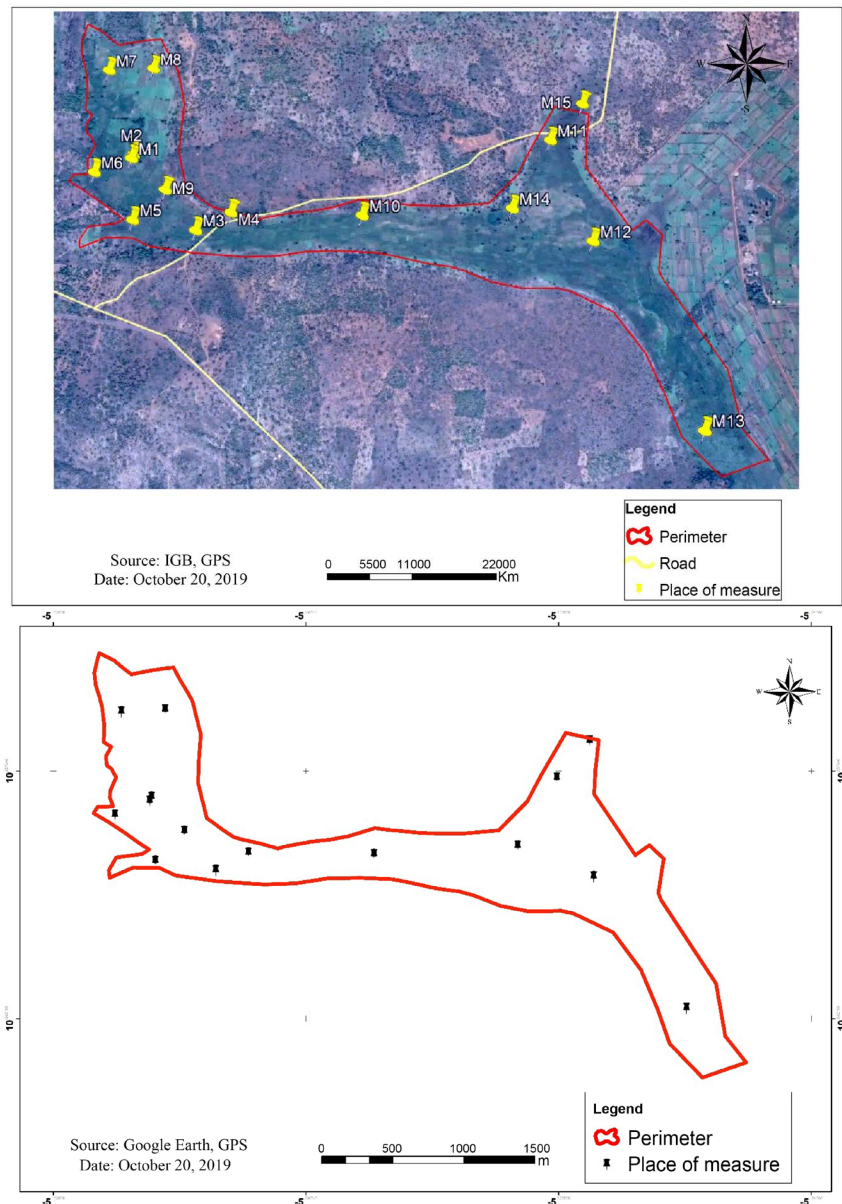 N
W E
S
M7 M8
M15
M11
M2
M1
M6
M9
M14
M5 M3 M4 M10
M12
M13
Legend
Perimeter
Road
Place of measure
Source: IGB, GPS
Date: October 20, 2019
0 5500 11000 22000
Km
-5 -5 -5 -5
N
W E
S
10 10
10 10
Legend
Perimeter
Place of measure
Source: Google Earth, GPS
Date: October 20, 2019
0 500 1000 1500
m
-5 -5 -5 -5